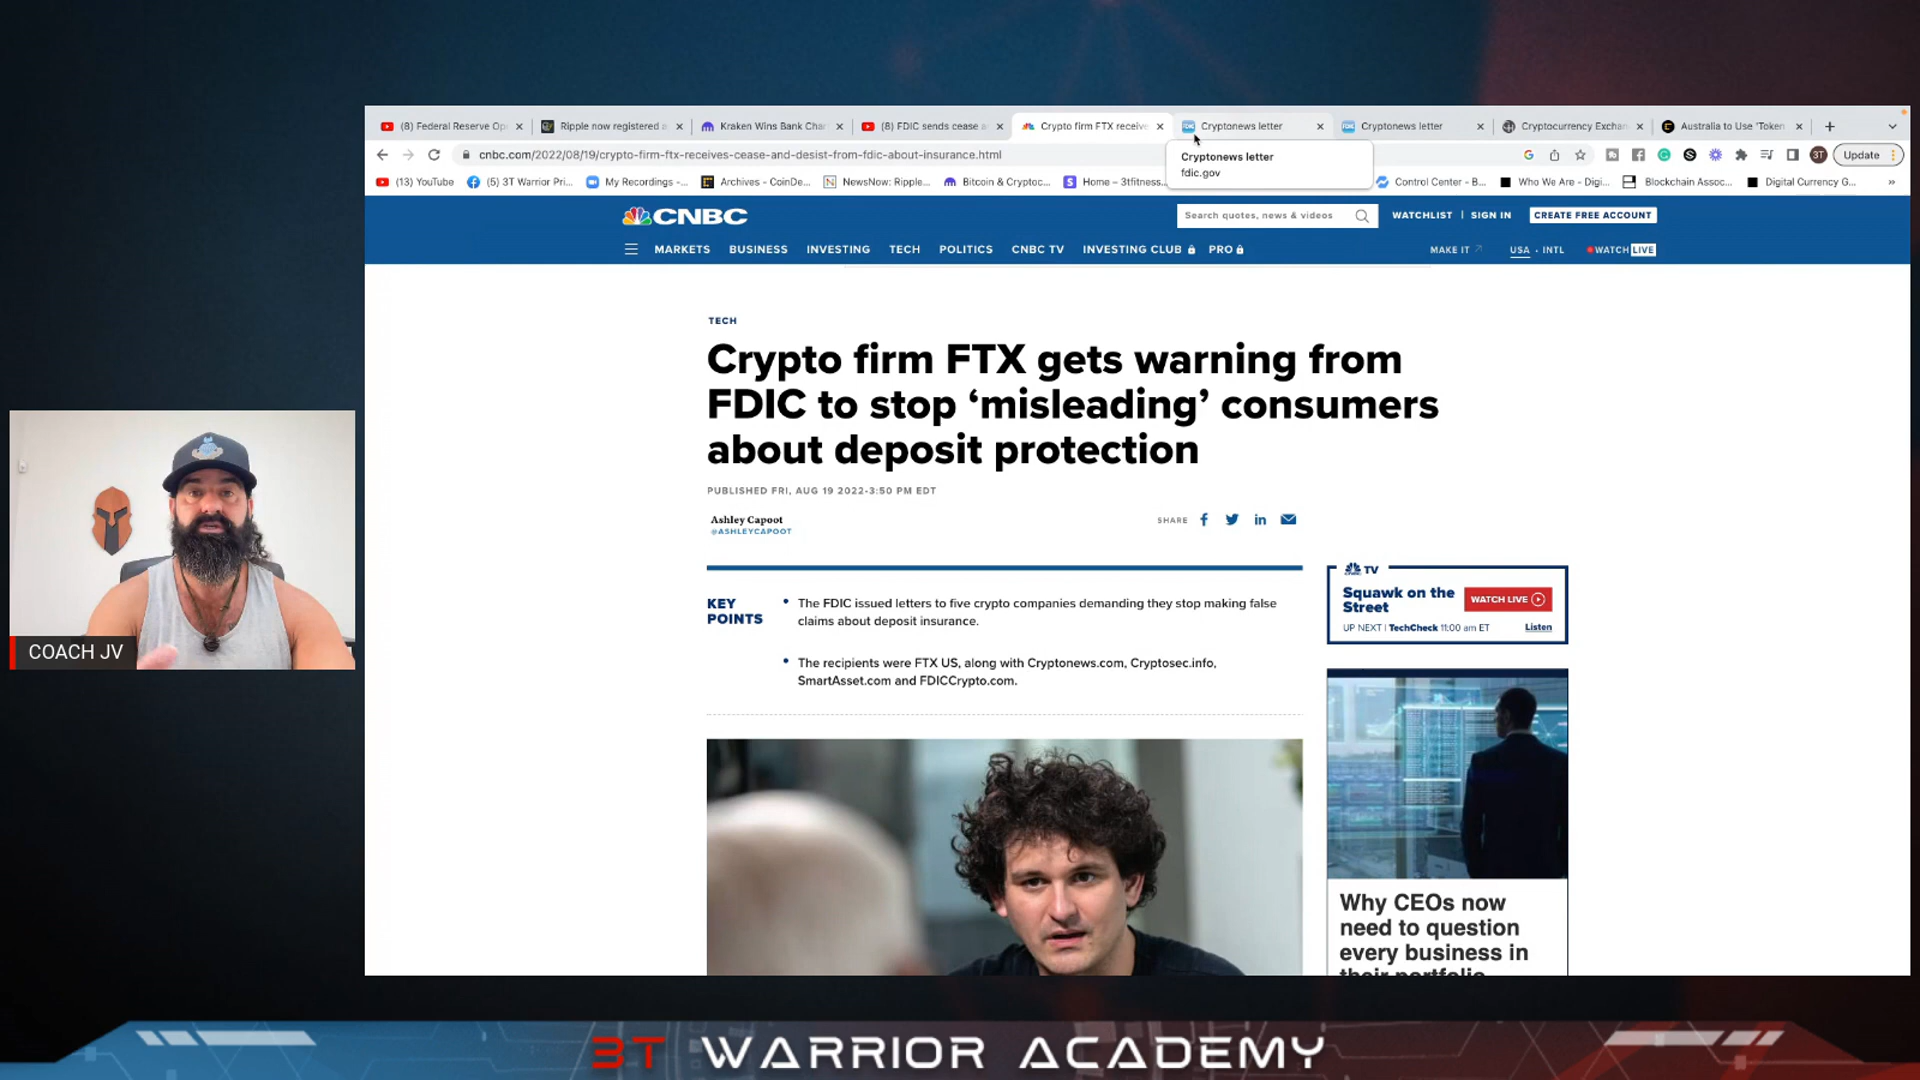 (8) Federal Reserve Op
Ripple now registered a
Kraken Wins Bank Char
(8) FDIC sends cease a
Crypto firm FTX receive
Cryptonews letter
Cryptonews letter
Cryptocurrency Exchan
Australia to Use 'Token
cnbc.com/2022/08/19/crypto-firm-ftx-receives-cease-and-desist-from-fdic-about-insurance.html
Cryptonews letter
fdic.gov
3T
Update
(13) YouTube
(5) 3T Warrior Pri...
My Recordings -...
Archives - CoinDe...
NewsNow: Ripple...
Bitcoin & Cryptoc...
Home – 3tfitness...
Control Center - B...
Who We Are - Digi...
Blockchain Assoc...
Digital Currency G...
CNBC
Search quotes, news & videos
WATCHLIST | SIGN IN
CREATE FREE ACCOUNT
MARKETS BUSINESS INVESTING TECH POLITICS CNBC TV INVESTING CLUB PRO
MAKE IT
USA • INTL
WATCH LIVE
TECH
Crypto firm FTX gets warning from
FDIC to stop ‘misleading’ consumers
about deposit protection
PUBLISHED FRI, AUG 19 2022-3:50 PM EDT
Ashley Capoot
@ASHLEYCAPOOT
SHARE
KEY
POINTS
• The FDIC issued letters to five crypto companies demanding they stop making false
claims about deposit insurance.
• The recipients were FTX US, along with Cryptonews.com, Cryptosec.info,
SmartAsset.com and FDICCrypto.com.
TV
Squawk on the
Street
WATCH LIVE
UP NEXT | TechCheck 11:00 am ET
Listen
Why CEOs now
need to question
every business in
their portfolio
COACH JV
3T WARRIOR ACADEMY